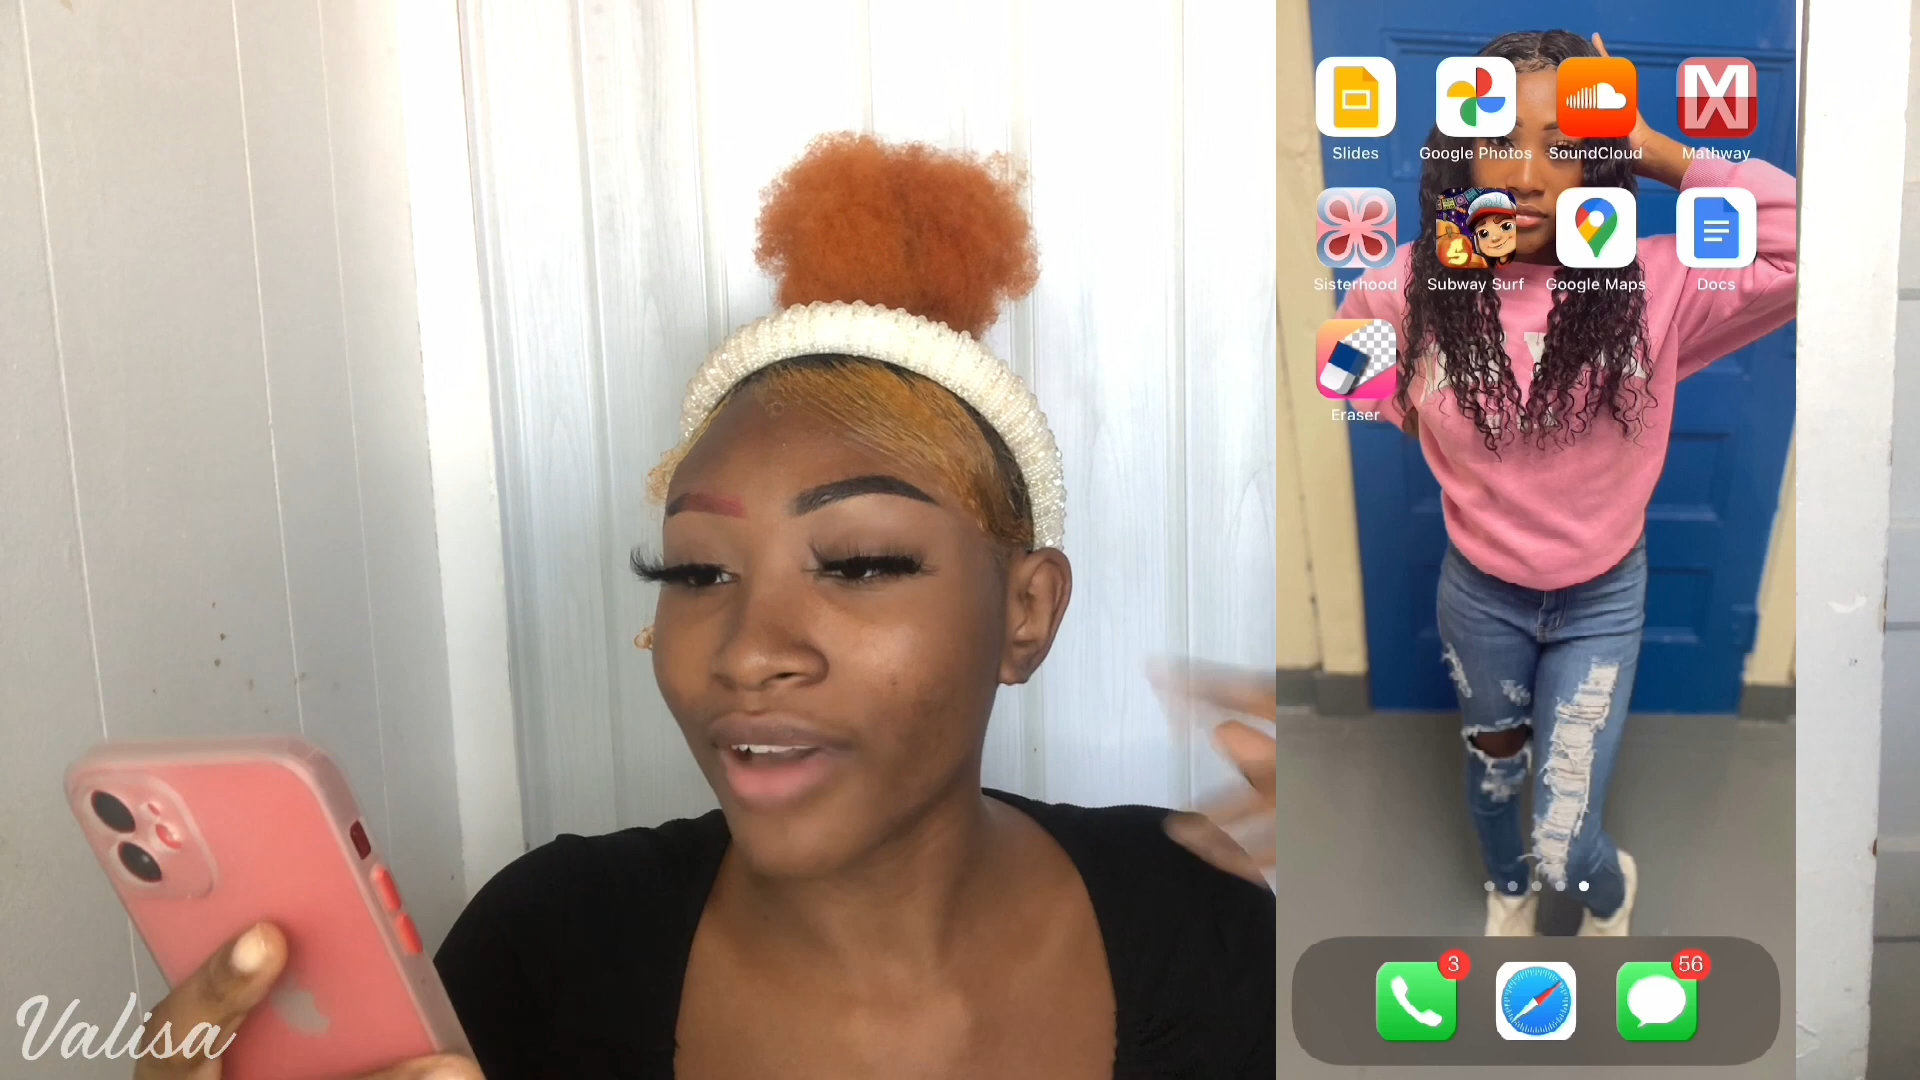 Slides
Google Photos
SoundCloud
Mathway
Sisterhood
Subway Surf
Google Maps
Docs
Eraser
3
56
Valisa